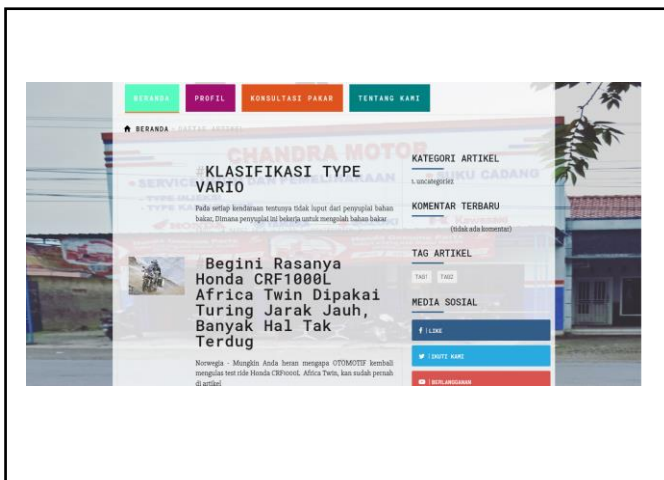 BERANDA PROFIL KONSULTASI PAKAR TENTANG KAMI
BERANDA
CHANDRA MOTOR
#KLASIFIKASI TYPE
VARIO
Pada setiap kendaraan tentunya tidak luput dari penyuplai bahan
bakar, DImana penyuplai ini bekerja untuk mengulah bahan bakar
#Begini Rasanya
Honda CRF1000L
Africa Twin Dipakai
Turing Jarak Jauh,
Banyak Hal Tak
Terdug
Norwegia - Mungkin Anda heran mengapa OTOMOTIF kembali
mengulas test ride Honda CRF1000L Africa Twin, kan sudah pernah
di artikel
KATEGORI ARTIKEL
1. uncategoriez
KOMENTAR TERBARU
(tidak ada komentar)
TAG ARTIKEL
TAG1 TAG2
MEDIA SOSIAL
| LIKE
| IKUTI KAMI
| BERLANGGANAN